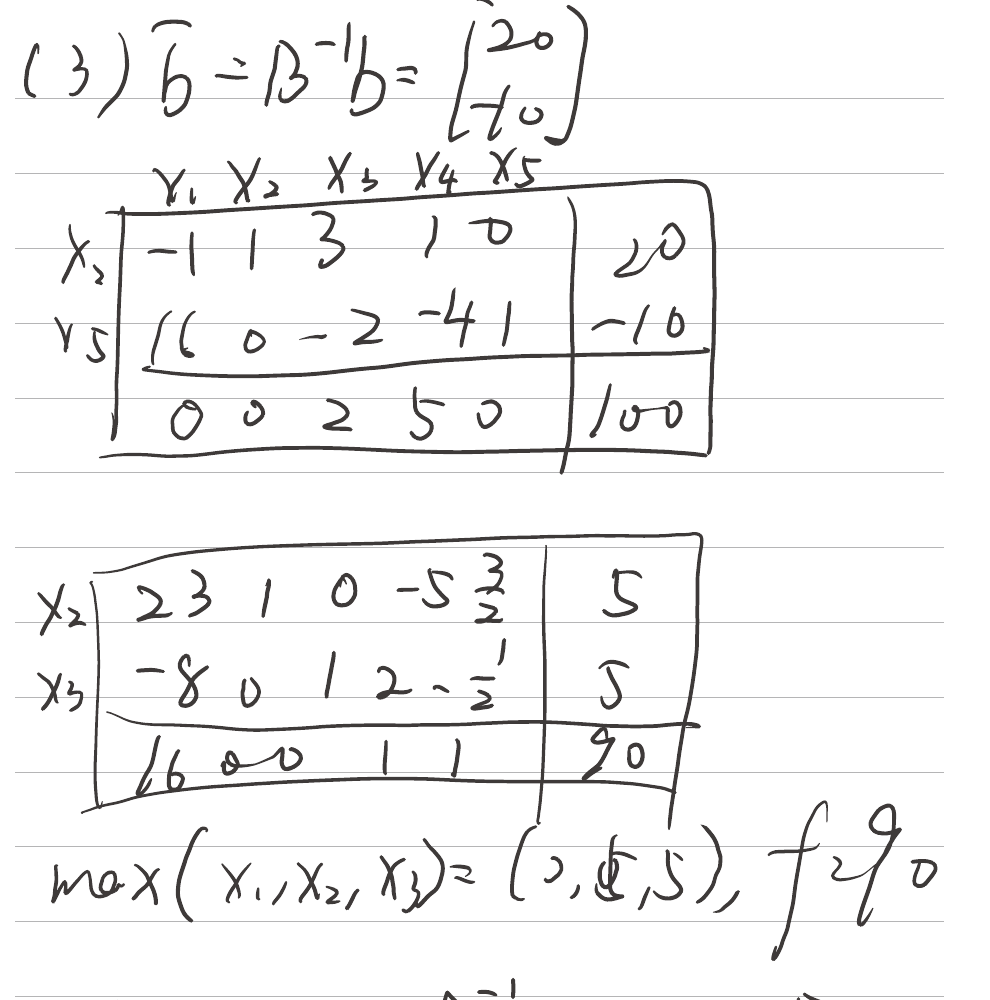 (3) b̄ = B⁻¹b = [20 -10]
x₁ x₂ x₃ x₄ x₅
x₂ -1 1 3 1 0 20
x₅ 16 0 -2 -4 1 -10
0 0 2 5 0 100
x₂ 23 1 0 -5 3/2 5
x₃ -8 0 1 2 -1/2 5
16 0 0 1 1 90
max(x₁,x₂,x₃)=(0,5,5), f=90